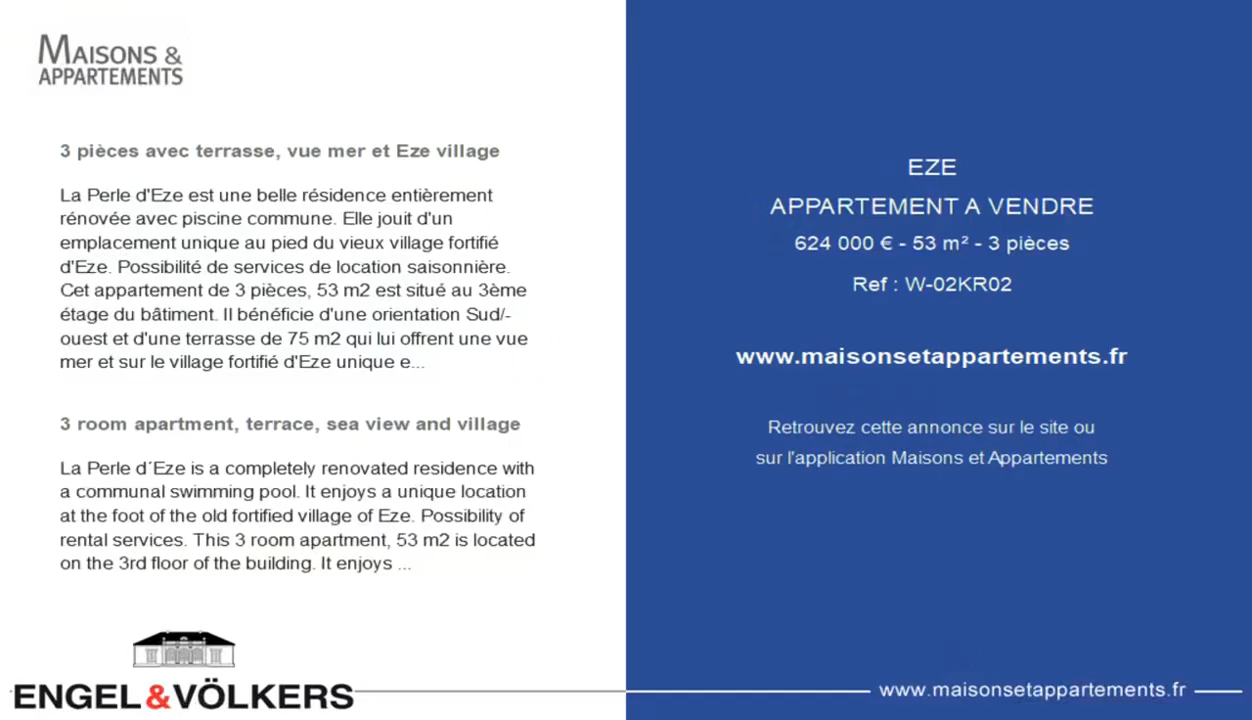 MAISONS &
APPARTEMENTS
3 pièces avec terrasse, vue mer et Eze village
La Perle d'Eze est une belle résidence entièrement
rénovée avec piscine commune. Elle jouit d'un
emplacement unique au pied du vieux village fortifié
d'Eze. Possibilité de services de location saisonnière.
Cet appartement de 3 pièces, 53 m2 est situé au 3ème
étage du bâtiment. Il bénéficie d'une orientation Sud/-
ouest et d'une terrasse de 75 m2 qui lui offrent une vue
mer et sur le village fortifié d'Eze unique e...
3 room apartment, terrace, sea view and village
La Perle d´Eze is a completely renovated residence with
a communal swimming pool. It enjoys a unique location
at the foot of the old fortified village of Eze. Possibility of
rental services. This 3 room apartment, 53 m2 is located
on the 3rd floor of the building. It enjoys ...
ENGEL&VÖLKERS
EZE
APPARTEMENT A VENDRE
624 000 € - 53 m² - 3 pièces
Ref : W-02KR02
www.maisonsetappartements.fr
Retrouvez cette annonce sur le site ou
sur l'application Maisons et Appartements
www.maisonsetappartements.fr